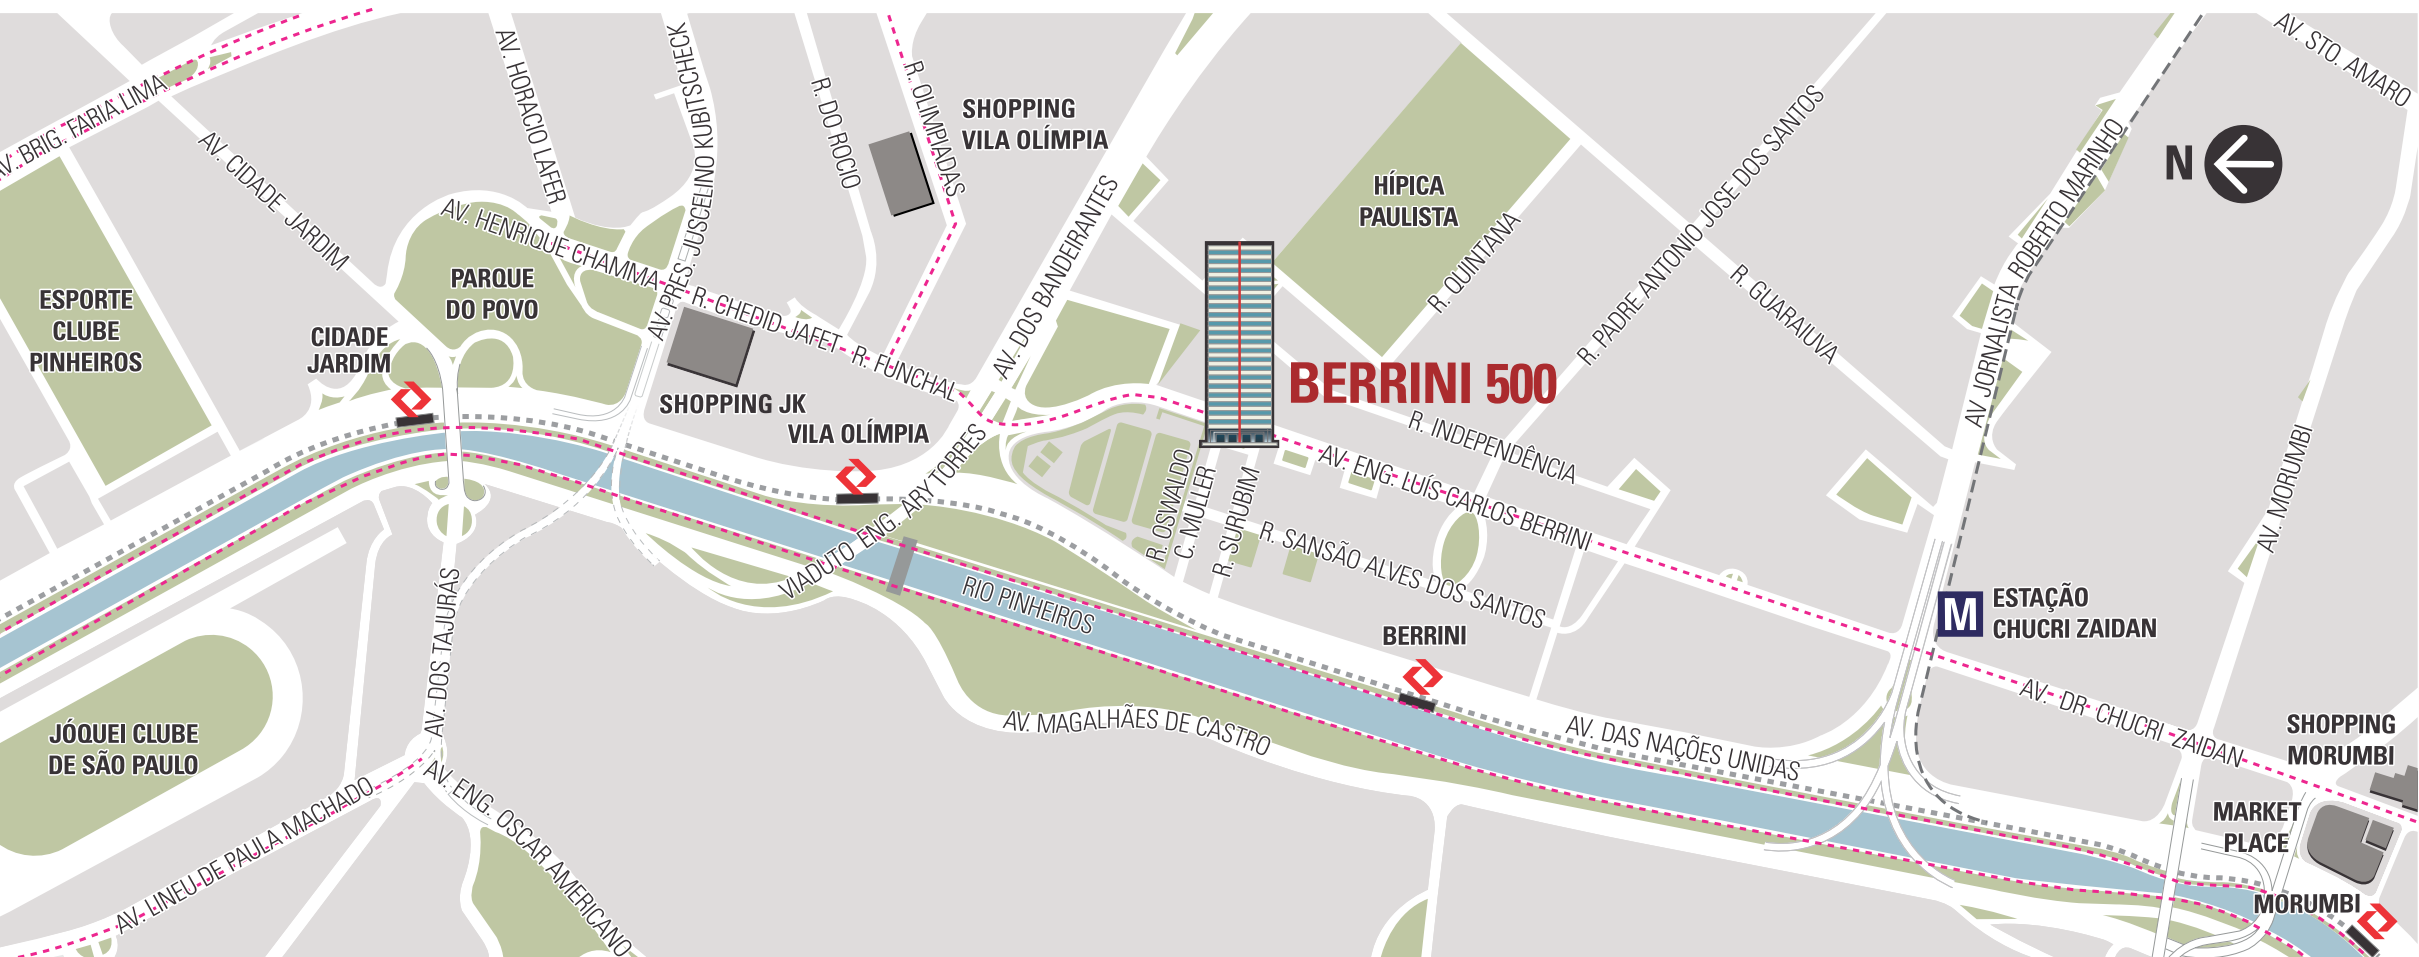 AV. BRIG. FARIA LIMA
AV. CIDADE JARDIM
AV. HORACIO LAFER
AV. PRES. JUSCELINO KUBITSCHECK
R. DO ROCIO
R. OLIMPIADAS
SHOPPING
VILA OLÍMPIA
AV. STO. AMARO
N
HÍPICA
PAULISTA
R. QUINTANA
R. PADRE ANTONIO JOSE DOS SANTOS
R. GUARAIUVA
AV JORNALISTA ROBERTO MARINHO
AV. MORUMBI
AV. DOS BANDEIRANTES
AV. HENRIQUE CHAMMA
PARQUE
DO POVO
ESPORTE
CLUBE
PINHEIROS
CIDADE
JARDIM
R. CHEDID JAFET
R. FUNCHAL
SHOPPING JK
VILA OLÍMPIA
BERRINI 500
R. INDEPENDÊNCIA
AV. ENG. LUÍS CARLOS BERRINI
R. OSWALDO
C. MULLER
R. SURUBIM
R. SANSÃO ALVES DOS SANTOS
VIADUTO ENG. ARY TORRES
RIO PINHEIROS
BERRINI
M
ESTAÇÃO
CHUCRI ZAIDAN
AV. DOS TAJURÁS
JÓQUEI CLUBE
DE SÃO PAULO
AV. MAGALHÃES DE CASTRO
AV. DAS NAÇÕES UNIDAS
AV. DR. CHUCRI ZAIDAN
SHOPPING
MORUMBI
MARKET
PLACE
MORUMBI
AV. LINEU DE PAULA MACHADO
AV. ENG. OSCAR AMERICANO